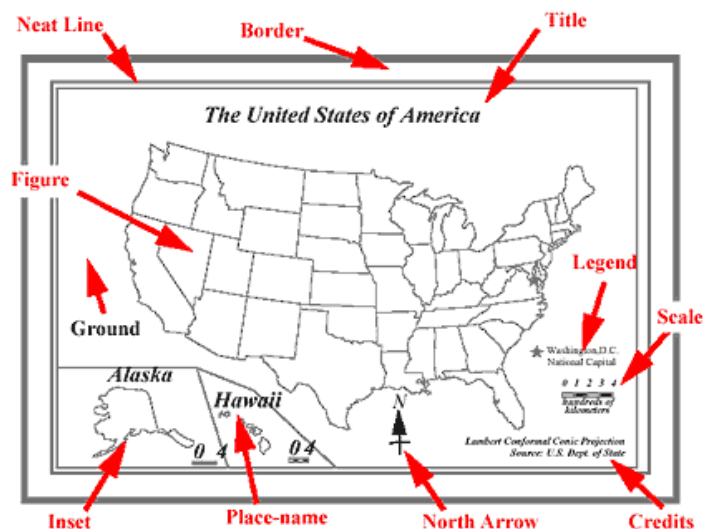 Neat Line
Border
Title
The United States of America
Figure
Legend
Ground
Scale
Washington,D.C.
National Capital
Alaska
0 1 2 3 4
hundreds of
kilometers
Hawaii
N
0 4
0 4
Lambert Conformal Conic Projection
Source: U.S. Dept. of State
Inset
Place-name
North Arrow
Credits